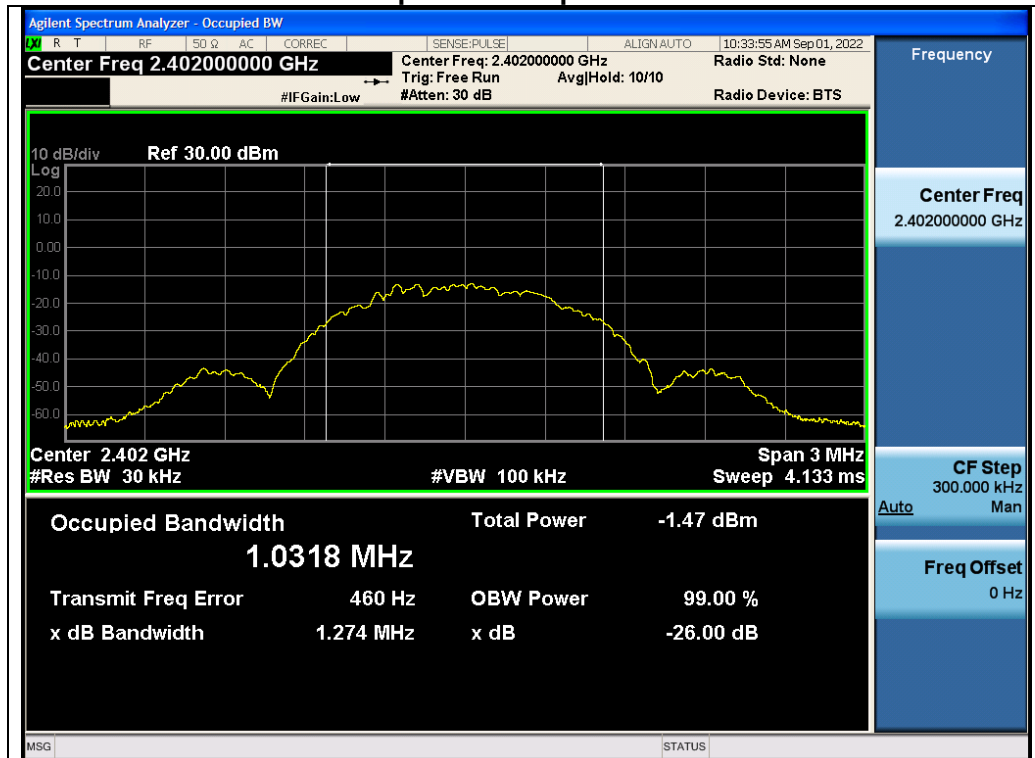 Agilent Spectrum Analyzer - Occupied BW
LXI R T RF 50 Ω AC CORREC SENSE:PULSE ALIGN AUTO 10:33:55 AM Sep 01, 2022
Center Freq 2.402000000 GHz
Center Freq: 2.402000000 GHz Radio Std: None
Trig: Free Run Avg|Hold: 10/10
#IFGain:Low #Atten: 30 dB Radio Device: BTS
10 dB/div Ref 30.00 dBm
Log
20.0
10.0
0.00
-10.0
-20.0
-30.0
-40.0
-50.0
-60.0
Center 2.402 GHz Span 3 MHz
#Res BW 30 kHz #VBW 100 kHz Sweep 4.133 ms
Occupied Bandwidth Total Power -1.47 dBm
1.0318 MHz
Transmit Freq Error 460 Hz OBW Power 99.00 %
x dB Bandwidth 1.274 MHz x dB -26.00 dB
Frequency
Center Freq
2.402000000 GHz
CF Step
300.000 kHz
Auto Man
Freq Offset
0 Hz
MSG STATUS